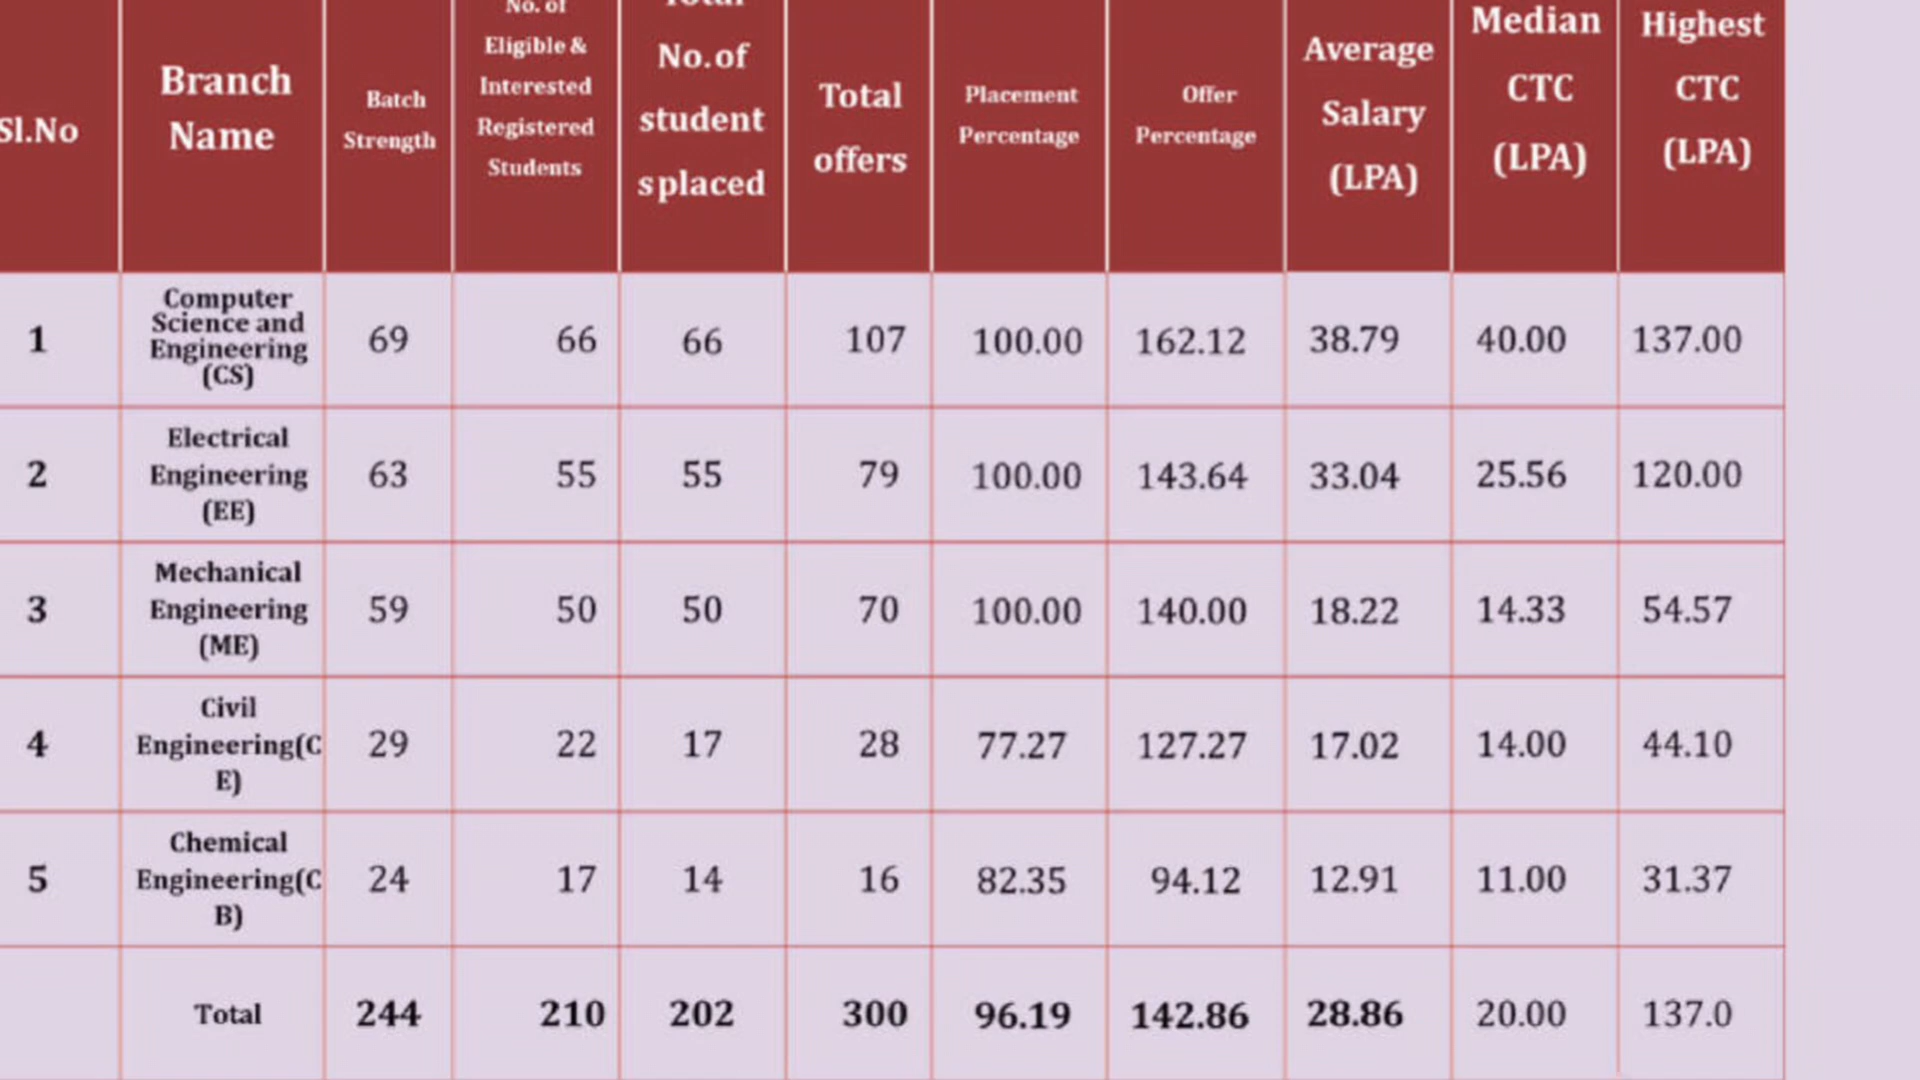 Sl.No
Branch
Name
Batch
Strength
No. of
Eligible &
Interested
Registered
Students
Total
No.of
student
splaced
Total
offers
Placement
Percentage
Offer
Percentage
Average
Salary
(LPA)
Median
CTC
(LPA)
Highest
CTC
(LPA)
1
Computer
Science and
Engineering
(CS)
69
66
66
107
100.00
162.12
38.79
40.00
137.00
2
Electrical
Engineering
(EE)
63
55
55
79
100.00
143.64
33.04
25.56
120.00
3
Mechanical
Engineering
(ME)
59
50
50
70
100.00
140.00
18.22
14.33
54.57
4
Civil
Engineering(C
E)
29
22
17
28
77.27
127.27
17.02
14.00
44.10
5
Chemical
Engineering(C
B)
24
17
14
16
82.35
94.12
12.91
11.00
31.37
Total
244
210
202
300
96.19
142.86
28.86
20.00
137.0